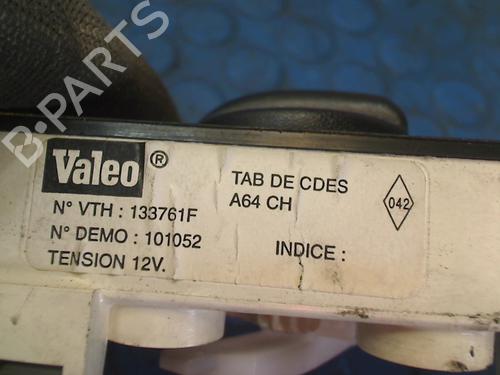 B-PARTS
Valeo ®
TAB DE CDES
A64 CH
042
N° VTH : 133761F
N° DEMO : 101052
INDICE :
TENSION 12V.